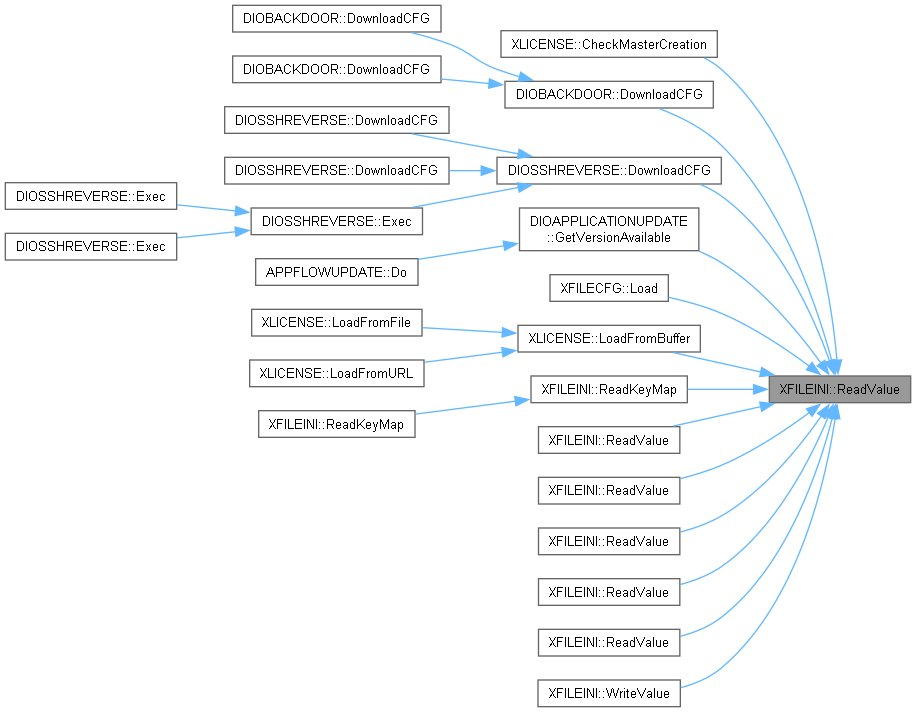 DIOBACKDOOR::DownloadCFG
XLICENSE::CheckMasterCreation
DIOBACKDOOR::DownloadCFG
DIOBACKDOOR::DownloadCFG
DIOSSHREVERSE::DownloadCFG
DIOSSHREVERSE::DownloadCFG
DIOSSHREVERSE::DownloadCFG
DIOSSHREVERSE::Exec
DIOSSHREVERSE::Exec
DIOSSHREVERSE::Exec
DIOAPPLICATIONUPDATE
::GetVersionAvailable
APPFLOWUPDATE::Do
XFILECFG::Load
XLICENSE::LoadFromFile
XLICENSE::LoadFromBuffer
XLICENSE::LoadFromURL
XFILEINI::ReadValue
XFILEINI::ReadKeyMap
XFILEINI::ReadKeyMap
XFILEINI::ReadValue
XFILEINI::ReadValue
XFILEINI::ReadValue
XFILEINI::ReadValue
XFILEINI::ReadValue
XFILEINI::WriteValue